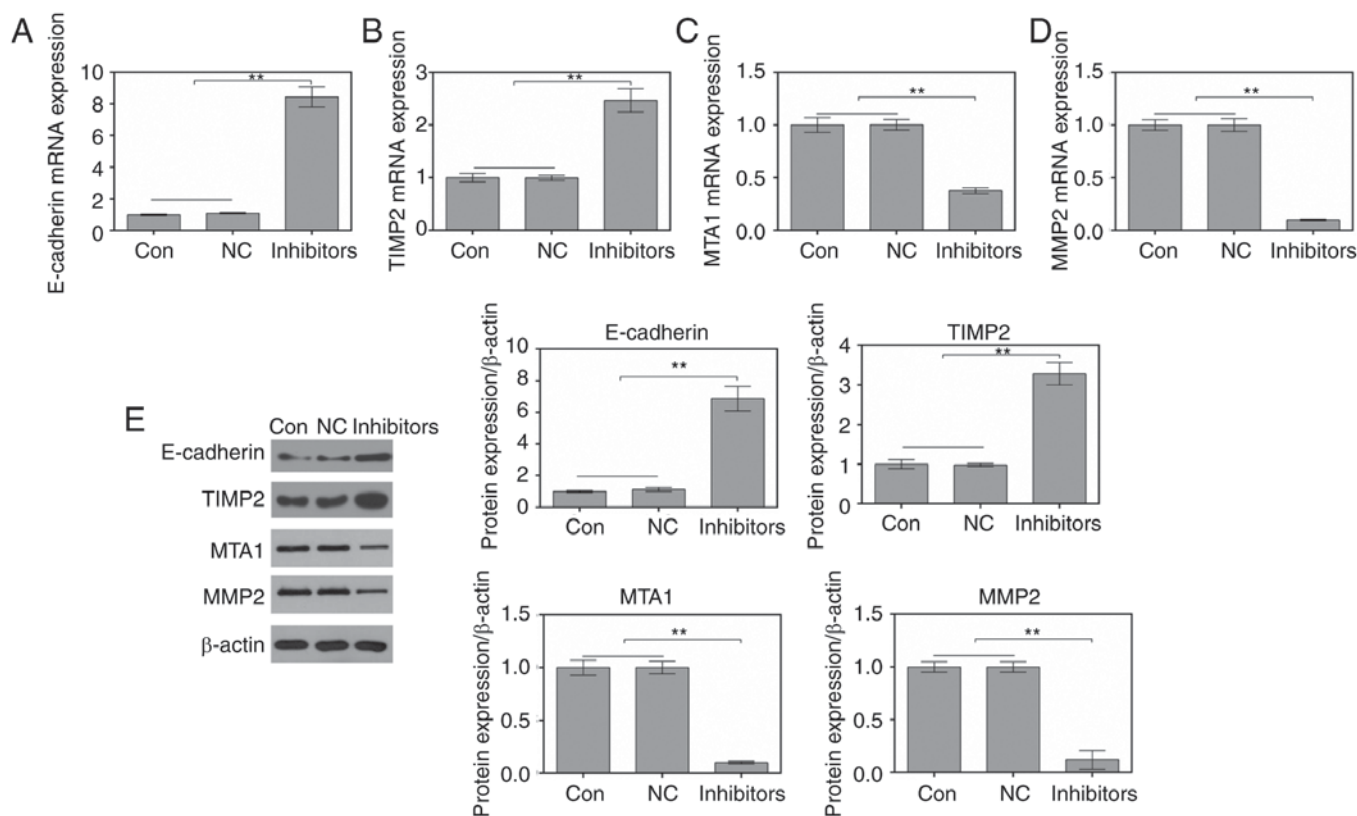 A
E-cadherin mRNA expression
10
8
6
4
2
0
**
Con NC Inhibitors
B
TIMP2 mRNA expression
3
2
1
0
**
Con NC Inhibitors
C
MTA1 mRNA expression
1.5
1.0
0.5
0.0
**
Con NC Inhibitors
D
MMP2 mRNA expression
1.5
1.0
0.5
0.0
**
Con NC Inhibitors
E
Con NC Inhibitors
E-cadherin
TIMP2
MTA1
MMP2
β-actin
E-cadherin
Protein expression/β-actin
10
8
6
4
2
0
**
Con NC Inhibitors
TIMP2
Protein expression/β-actin
4
3
2
1
0
**
Con NC Inhibitors
MTA1
Protein expression/β-actin
1.5
1.0
0.5
0.0
**
Con NC Inhibitors
MMP2
Protein expression/β-actin
1.5
1.0
0.5
0.0
**
Con NC Inhibitors